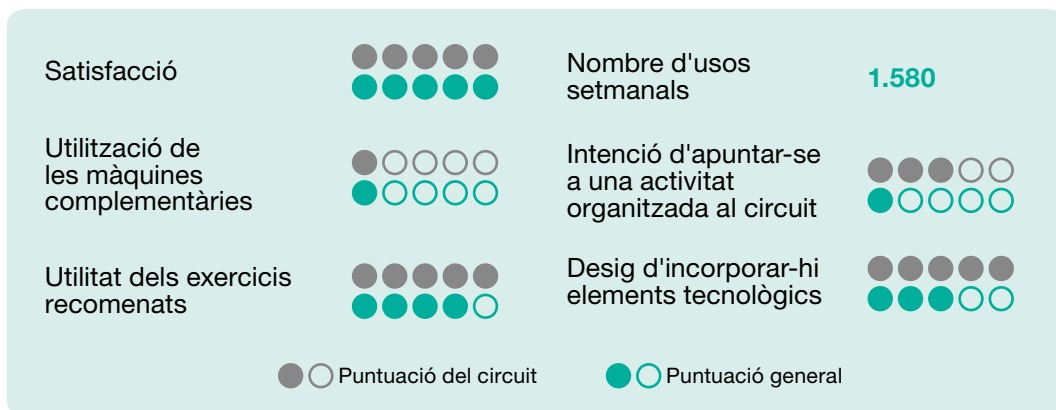 Satisfacció
Utilització de
les màquines
complementàries
Utilitat dels exercicis
recomenats
Nombre d'usos
setmanals
1.580
Intenció d'apuntar-se
a una activitat
organitzada al circuit
Desig d'incorporar-hi
elements tecnològics
Puntuació del circuit
Puntuació general